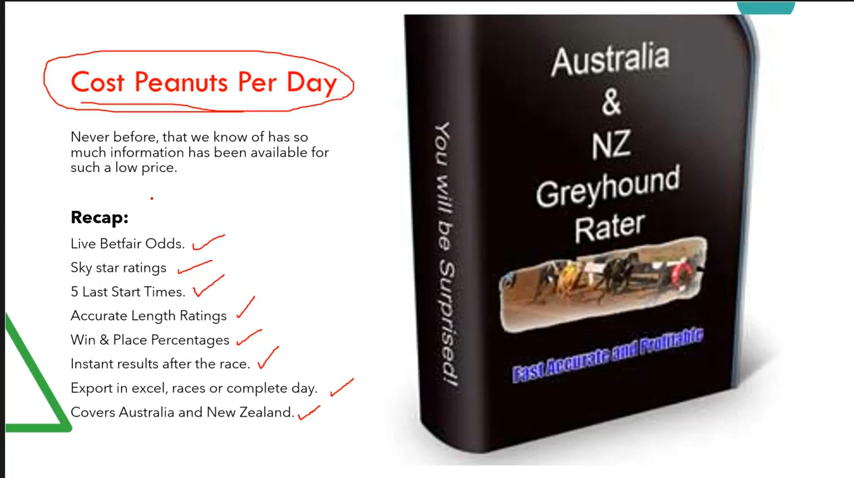 Cost Peanuts Per Day
Never before, that we know of has so
much information has been available for
such a low price.
Recap:
Live Betfair Odds.
Sky star ratings
5 Last Start Times.
Accurate Length Ratings
Win & Place Percentages
Instant results after the race.
Export in excel, races or complete day.
Covers Australia and New Zealand.
You will be Surprised!
Australia
&
NZ
Greyhound
Rater
Fast Accurate and Profitable